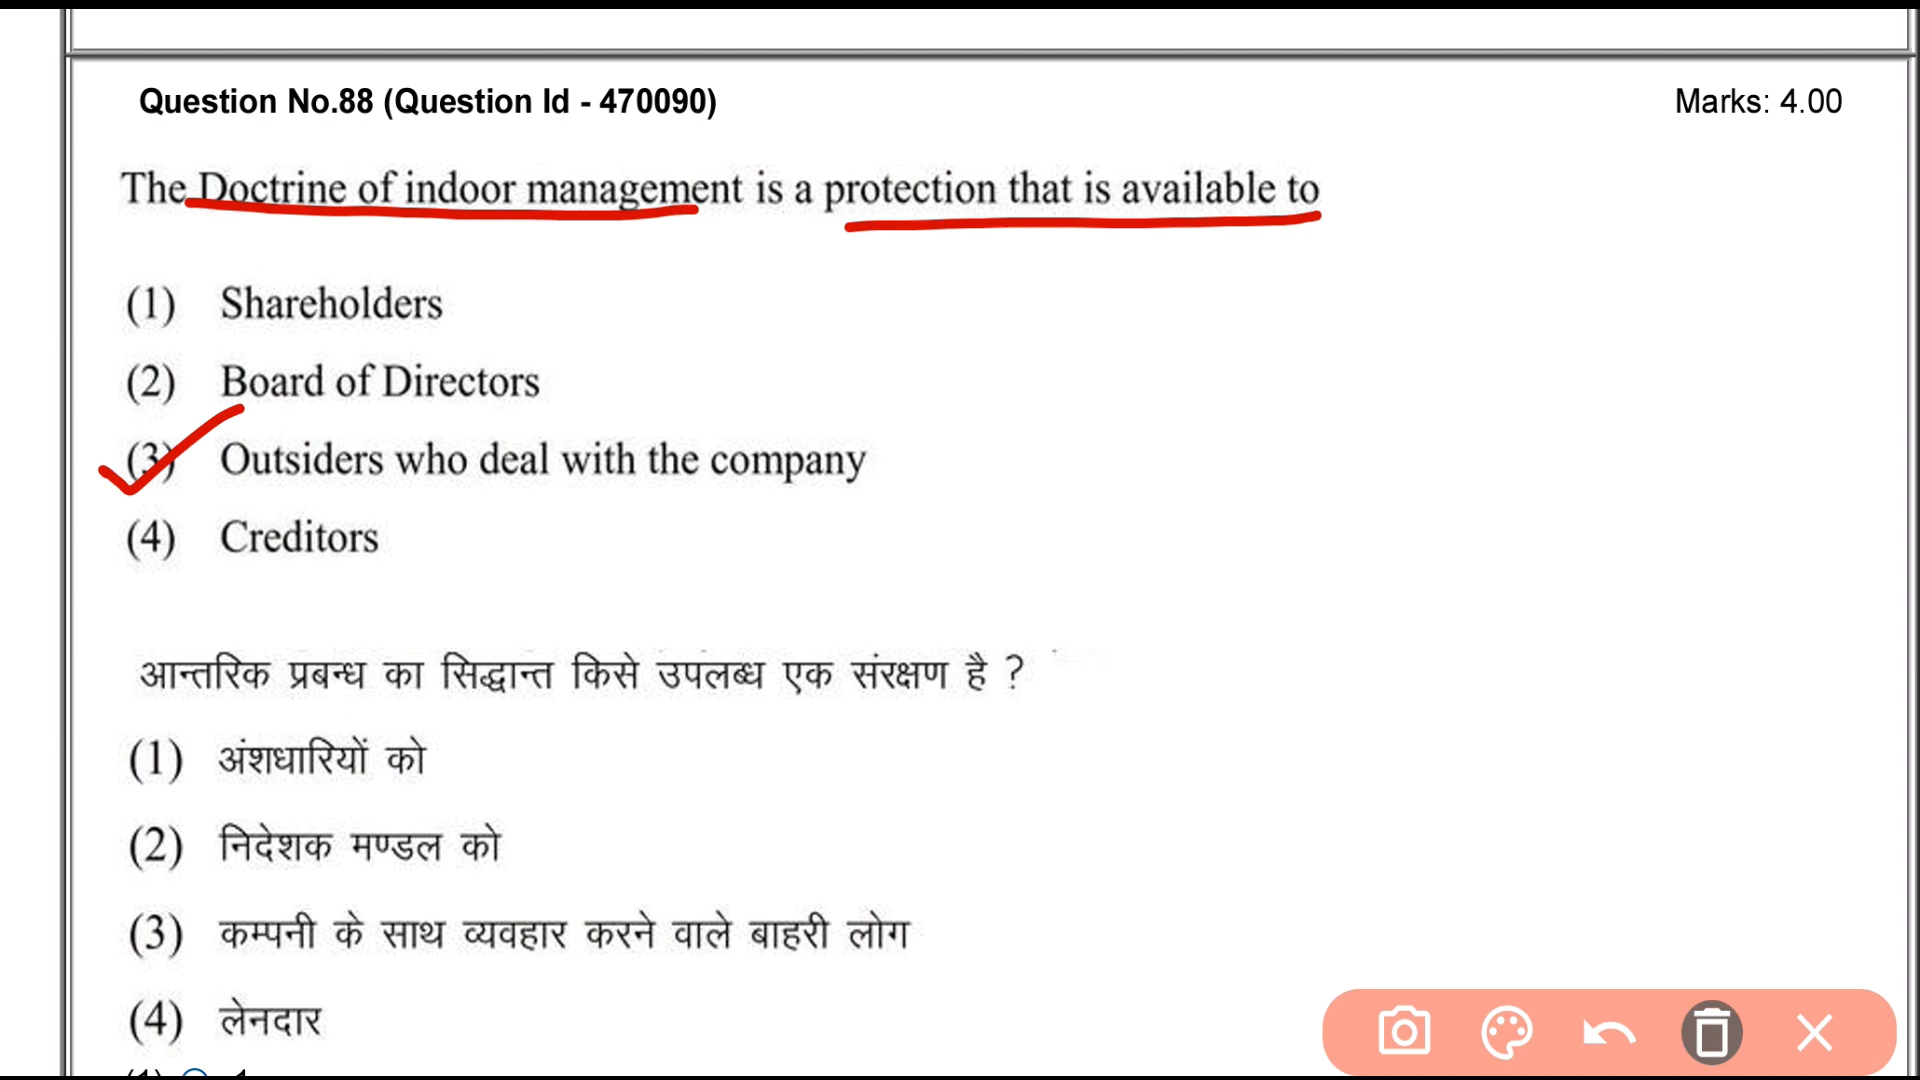 Question No.88 (Question Id - 470090)
Marks: 4.00
The Doctrine of indoor management is a protection that is available to
(1) Shareholders
(2) Board of Directors
(3) Outsiders who deal with the company
(4) Creditors
आन्तरिक प्रबन्ध का सिद्धान्त किसे उपलब्ध एक संरक्षण है ?
(1) अंशधारियों को
(2) निदेशक मण्डल को
(3) कम्पनी के साथ व्यवहार करने वाले बाहरी लोग
(4) लेनदार